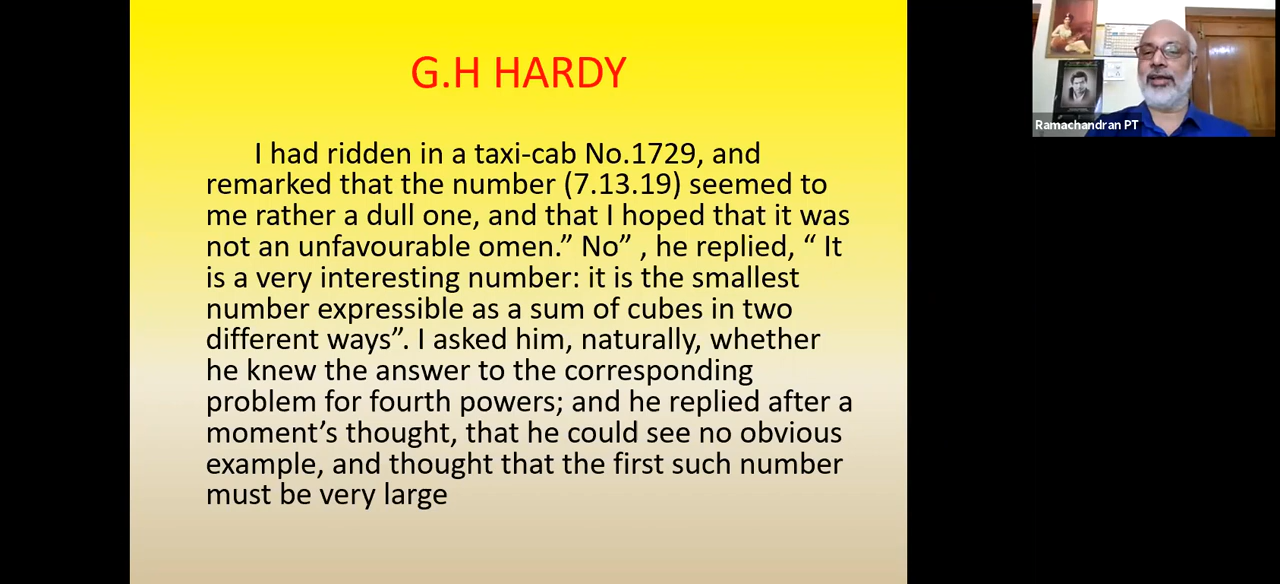 G.H HARDY
I had ridden in a taxi-cab No.1729, and
remarked that the number (7.13.19) seemed to
me rather a dull one, and that I hoped that it was
not an unfavourable omen.” No” , he replied, “ It
is a very interesting number: it is the smallest
number expressible as a sum of cubes in two
different ways”. I asked him, naturally, whether
he knew the answer to the corresponding
problem for fourth powers; and he replied after a
moment’s thought, that he could see no obvious
example, and thought that the first such number
must be very large
Ramachandran PT